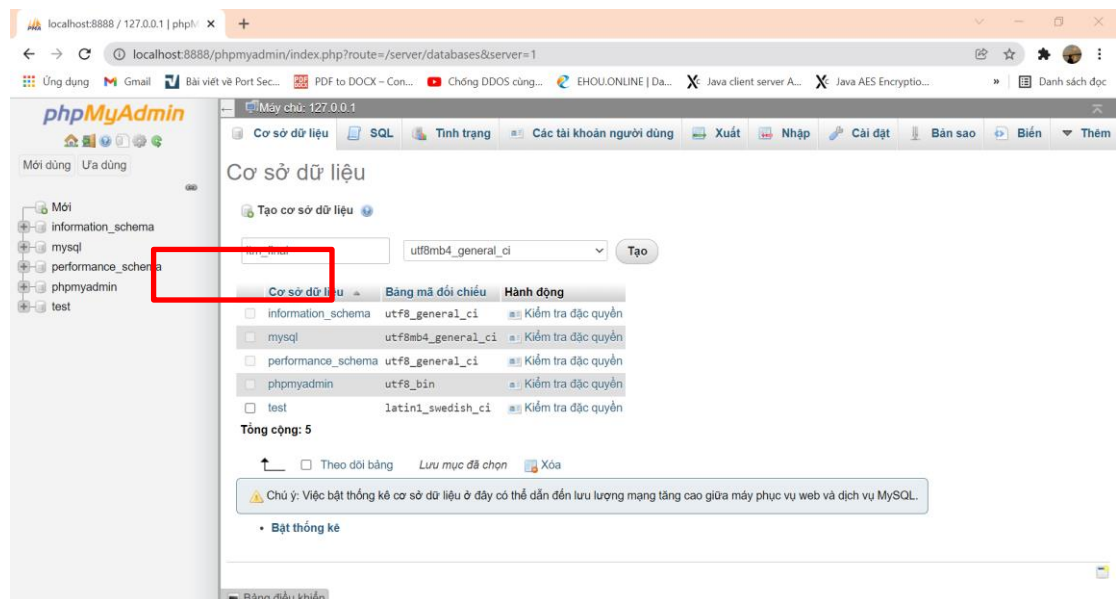 localhost:8888 / 127.0.0.1 | phpM
localhost:8888/phpmyadmin/index.php?route=/server/databases&server=1
Ứng dụng Gmail Bài viết về Port Sec... PDF to DOCX – Con... Chống DDOS cùng... EHOU.ONLINE | Da... Java client server A... Java AES Encryptio... » Danh sách đọc
phpMyAdmin
Mới dùng Ưa dùng
Mới
information_schema
mysql
performance_schema
phpmyadmin
test
Máy chủ: 127.0.0.1
Cơ sở dữ liệu SQL Tình trạng Các tài khoản người dùng Xuất Nhập Cài đặt Bản sao Biến Thêm
Cơ sở dữ liệu
Tạo cơ sở dữ liệu
utf8mb4_general_ci Tạo
Cơ sở dữ liệu Bảng mã đối chiếu Hành động
information_schema utf8_general_ci Kiểm tra đặc quyền
mysql utf8mb4_general_ci Kiểm tra đặc quyền
performance_schema utf8_general_ci Kiểm tra đặc quyền
phpmyadmin utf8_bin Kiểm tra đặc quyền
test latin1_swedish_ci Kiểm tra đặc quyền
Tổng cộng: 5
Theo dõi bảng Lưu mục đã chọn Xóa
Chú ý: Việc bật thống kê cơ sở dữ liệu ở đây có thể dẫn đến lưu lượng mạng tăng cao giữa máy phục vụ web và dịch vụ MySQL.
• Bật thống kê
Bảng điều khiển